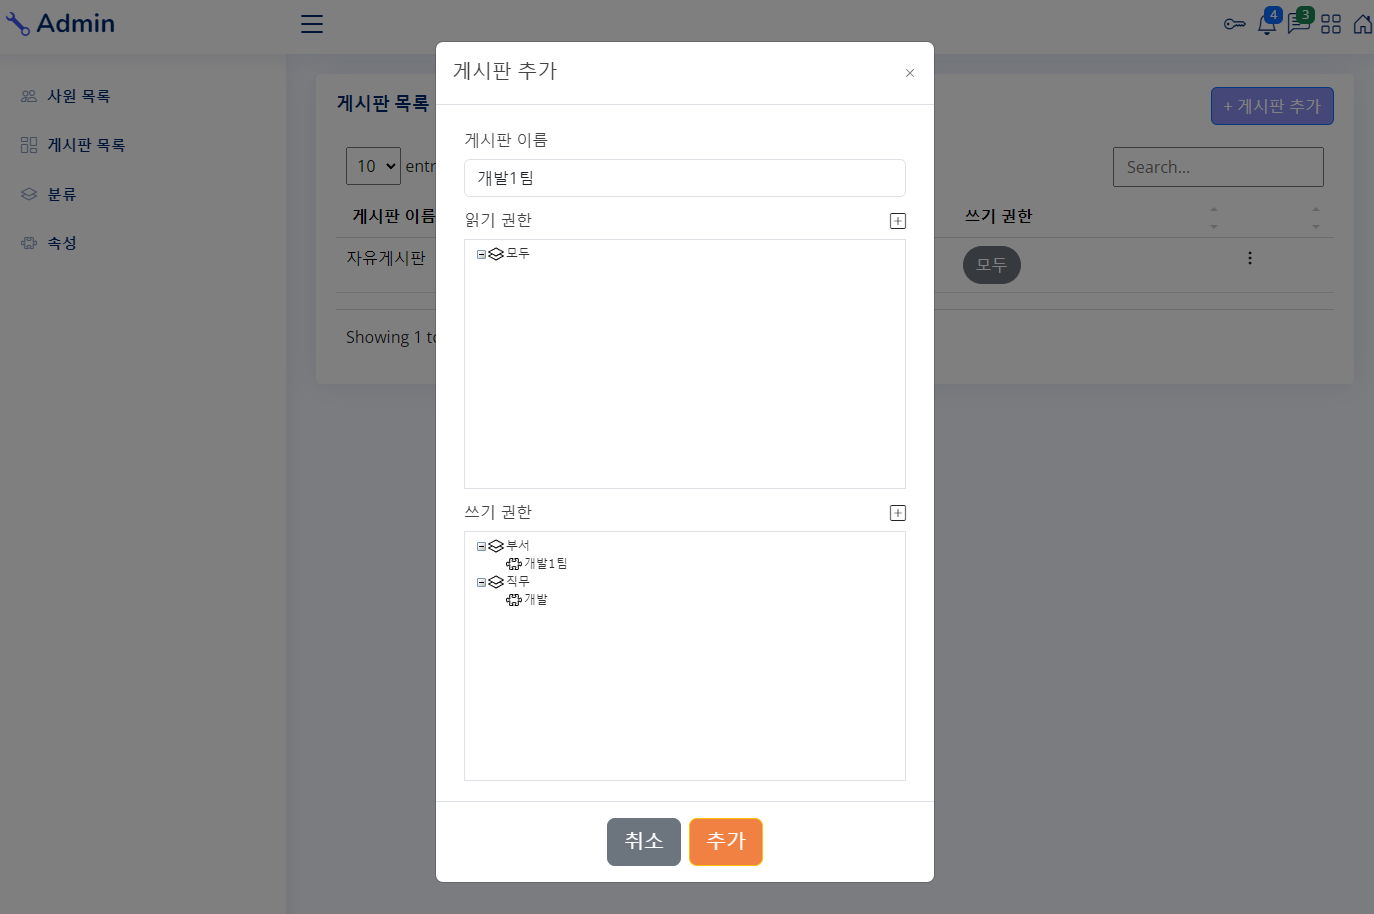 Admin
4
3
사원 목록
게시판 목록
분류
속성
게시판 목록
+ 게시판 추가
10
entr
Search...
게시판 이름
쓰기 권한
자유게시판
모두
Showing 1 to
게시판 추가
×
게시판 이름
개발1팀
읽기 권한
모두
쓰기 권한
부서
개발1팀
직무
개발
취소
추가